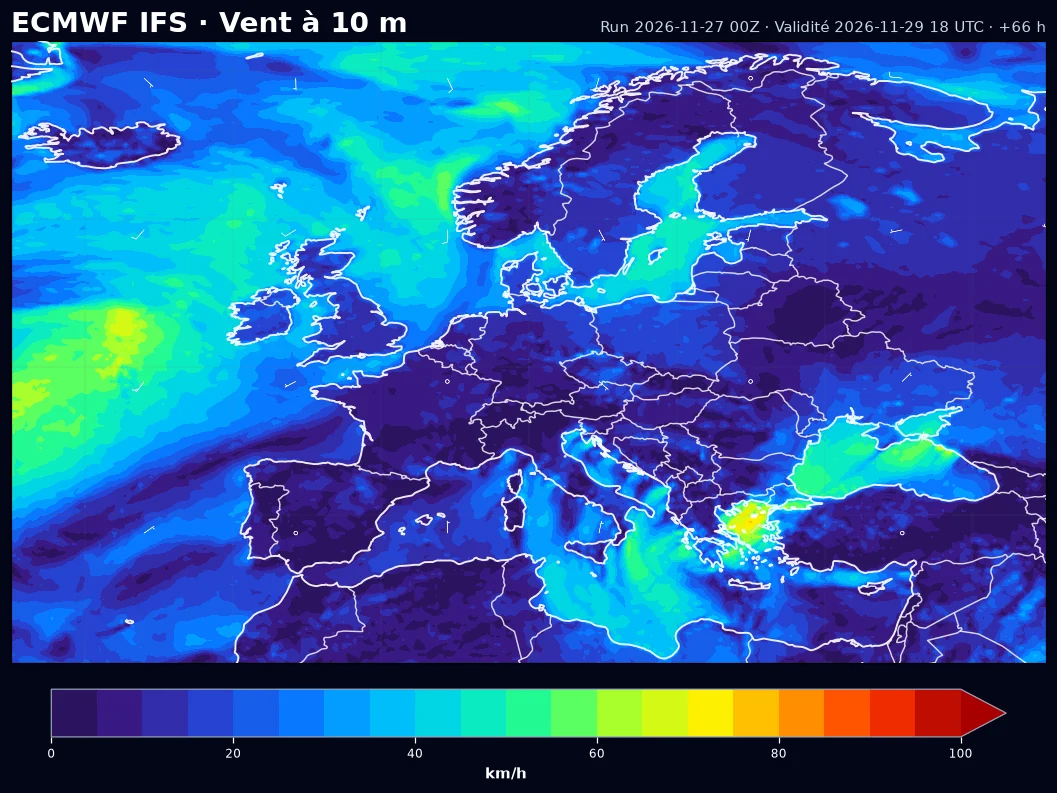 ECMWF IFS · Vent à 10 m
Run 2026-11-27 00Z · Validité 2026-11-29 18 UTC · +66 h
0 20 40 60 80 100
km/h